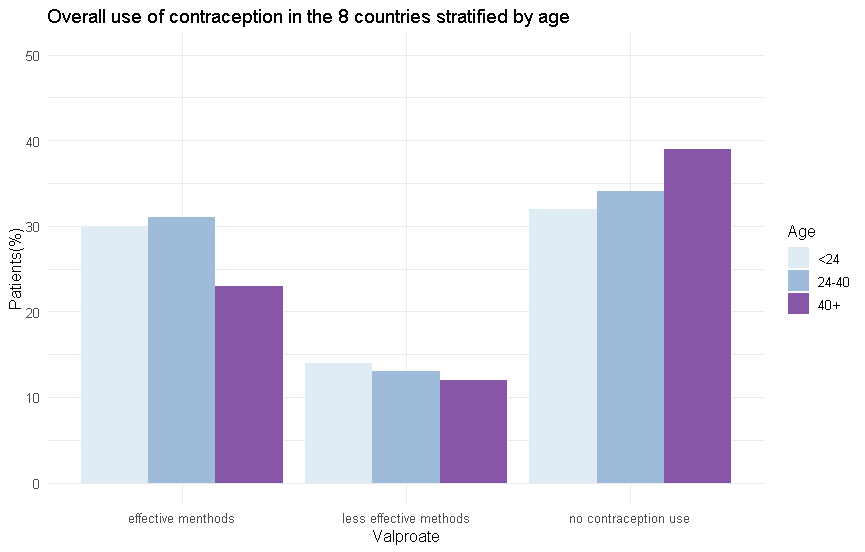 Overall use of contraception in the 8 countries stratified by age
50
40
30
20
10
0
Patients(%)
effective menthods
less effective methods
no contraception use
Valproate
Age
<24
24-40
40+